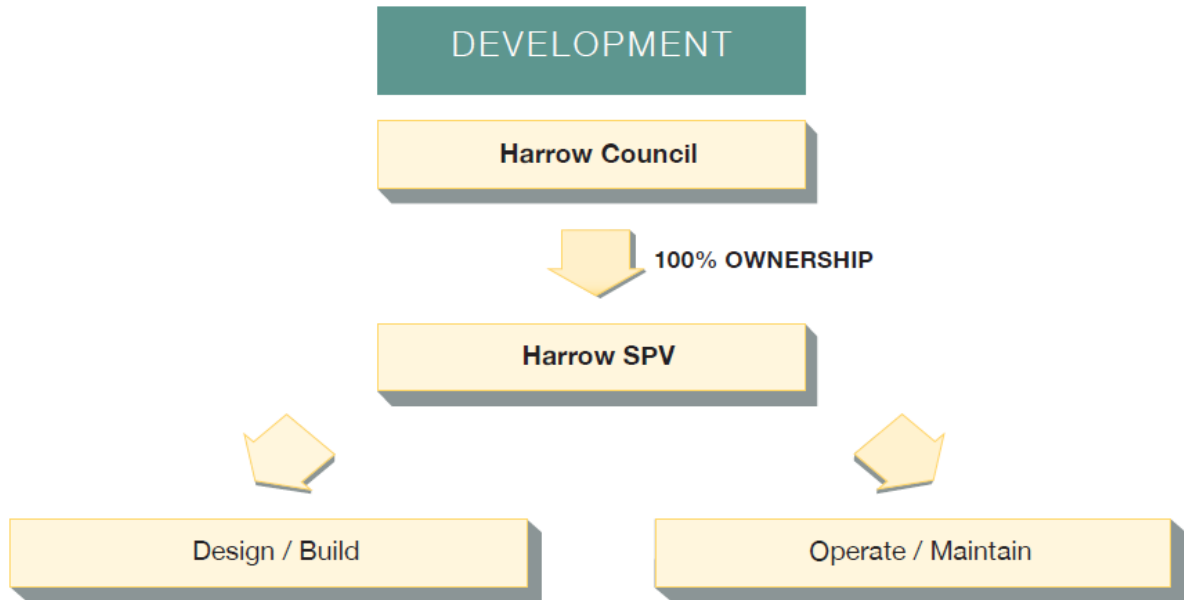 DEVELOPMENT
Harrow Council
100% OWNERSHIP
Harrow SPV
Design / Build
Operate / Maintain